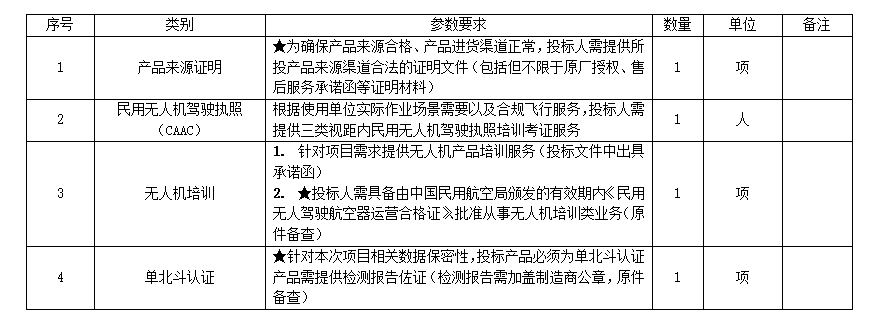 序号 类别 参数要求 数量 单位 备注
1 产品来源证明 ★为确保产品来源合格、产品进货渠道正常，投标人需提供所
投产品来源渠道合法的证明文件（包括但不限于原厂授权、售
后服务承诺函等证明材料） 1 项
2 民用无人机驾驶执照
（CAAC） 根据使用单位实际作业场景需要以及合规飞行服务，投标人需
提供三类视距内民用无人机驾驶执照培训考证服务 1 人
3 无人机培训 1. 针对项目需求提供无人机产品培训服务（投标文件中出具
承诺函）
2. ★投标人需具备由中国民用航空局颁发的有效期内《民用
无人驾驶航空器运营合格证》批准从事无人机培训类业务（原
件备查） 1 项
4 单北斗认证 ★针对本次项目相关数据保密性，投标产品必须为单北斗认证
产品需提供检测报告佐证（检测报告需加盖制造商公章，原件
备查） 1 项